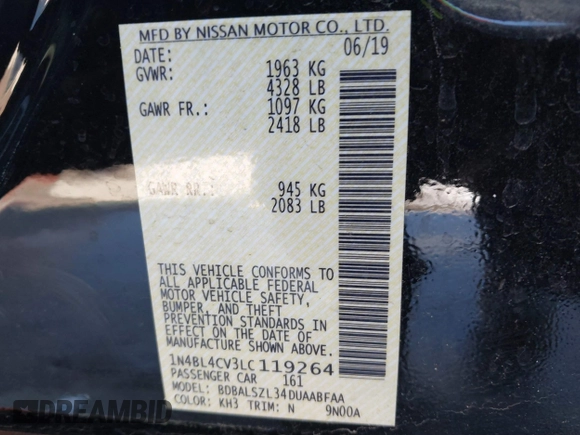 MFD BY NISSAN MOTOR CO., LTD.
DATE: 06/19
GVWR: 1963 KG
4328 LB
GAWR FR.: 1097 KG
2418 LB
GAWR RR.: 945 KG
2083 LB
THIS VEHICLE CONFORMS TO
ALL APPLICABLE FEDERAL
MOTOR VEHICLE SAFETY,
BUMPER, AND THEFT
PREVENTION STANDARDS IN
EFFECT ON THE DATE OF
MANUFACTURE SHOWN ABOVE.
1N4BL4CV3LC119264
PASSENGER CAR 161
MODEL: BDBALSZL34DUAABFAA
COLOR: KH3 TRIM: N 9N00A
DREAMBID